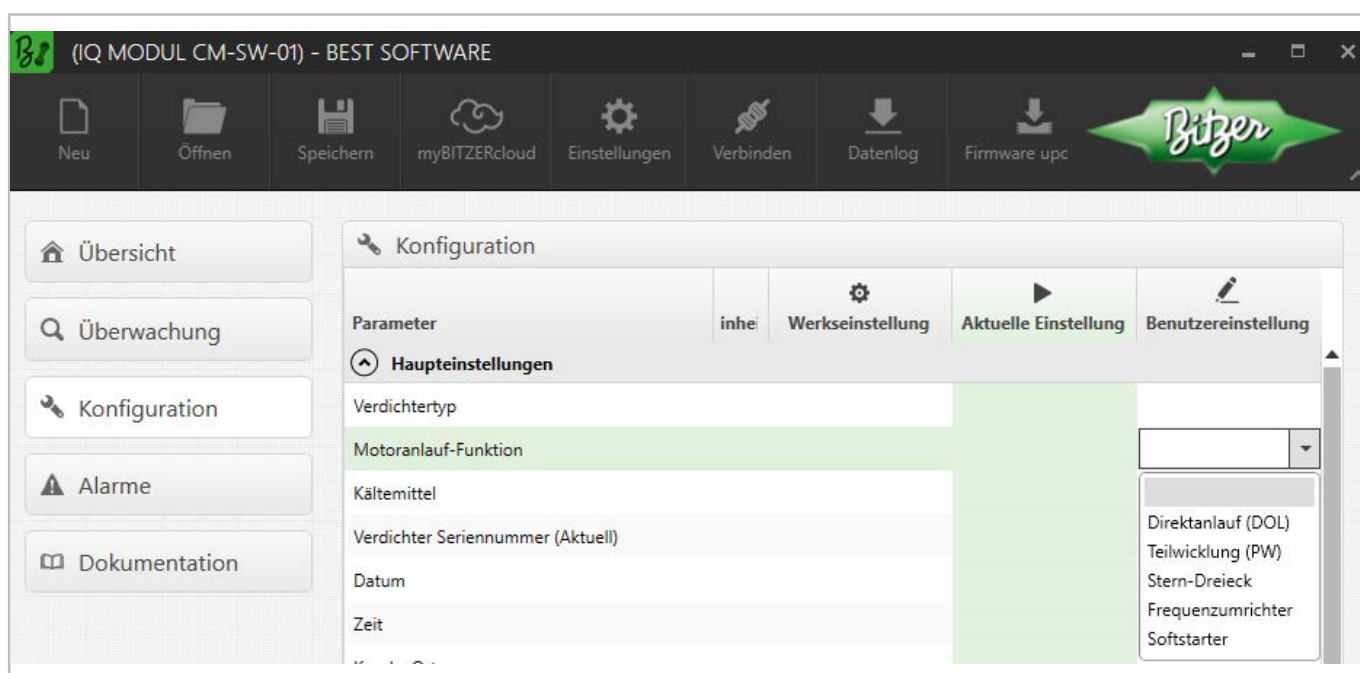 (IQ MODUL CM-SW-01) - BEST SOFTWARE
Neu Öffnen Speichern myBITZERcloud Einstellungen Verbinden Datenlog Firmware upc
Bitzer
Übersicht
Überwachung
Konfiguration
Alarme
Dokumentation
Konfiguration
Parameter inhei Werkseinstellung Aktuelle Einstellung Benutzereinstellung
Haupteinstellungen
Verdichtertyp
Motoranlauf-Funktion
Kältemittel
Verdichter Seriennummer (Aktuell)
Datum
Zeit
Direktanlauf (DOL)
Teilwicklung (PW)
Stern-Dreieck
Frequenzumrichter
Softstarter